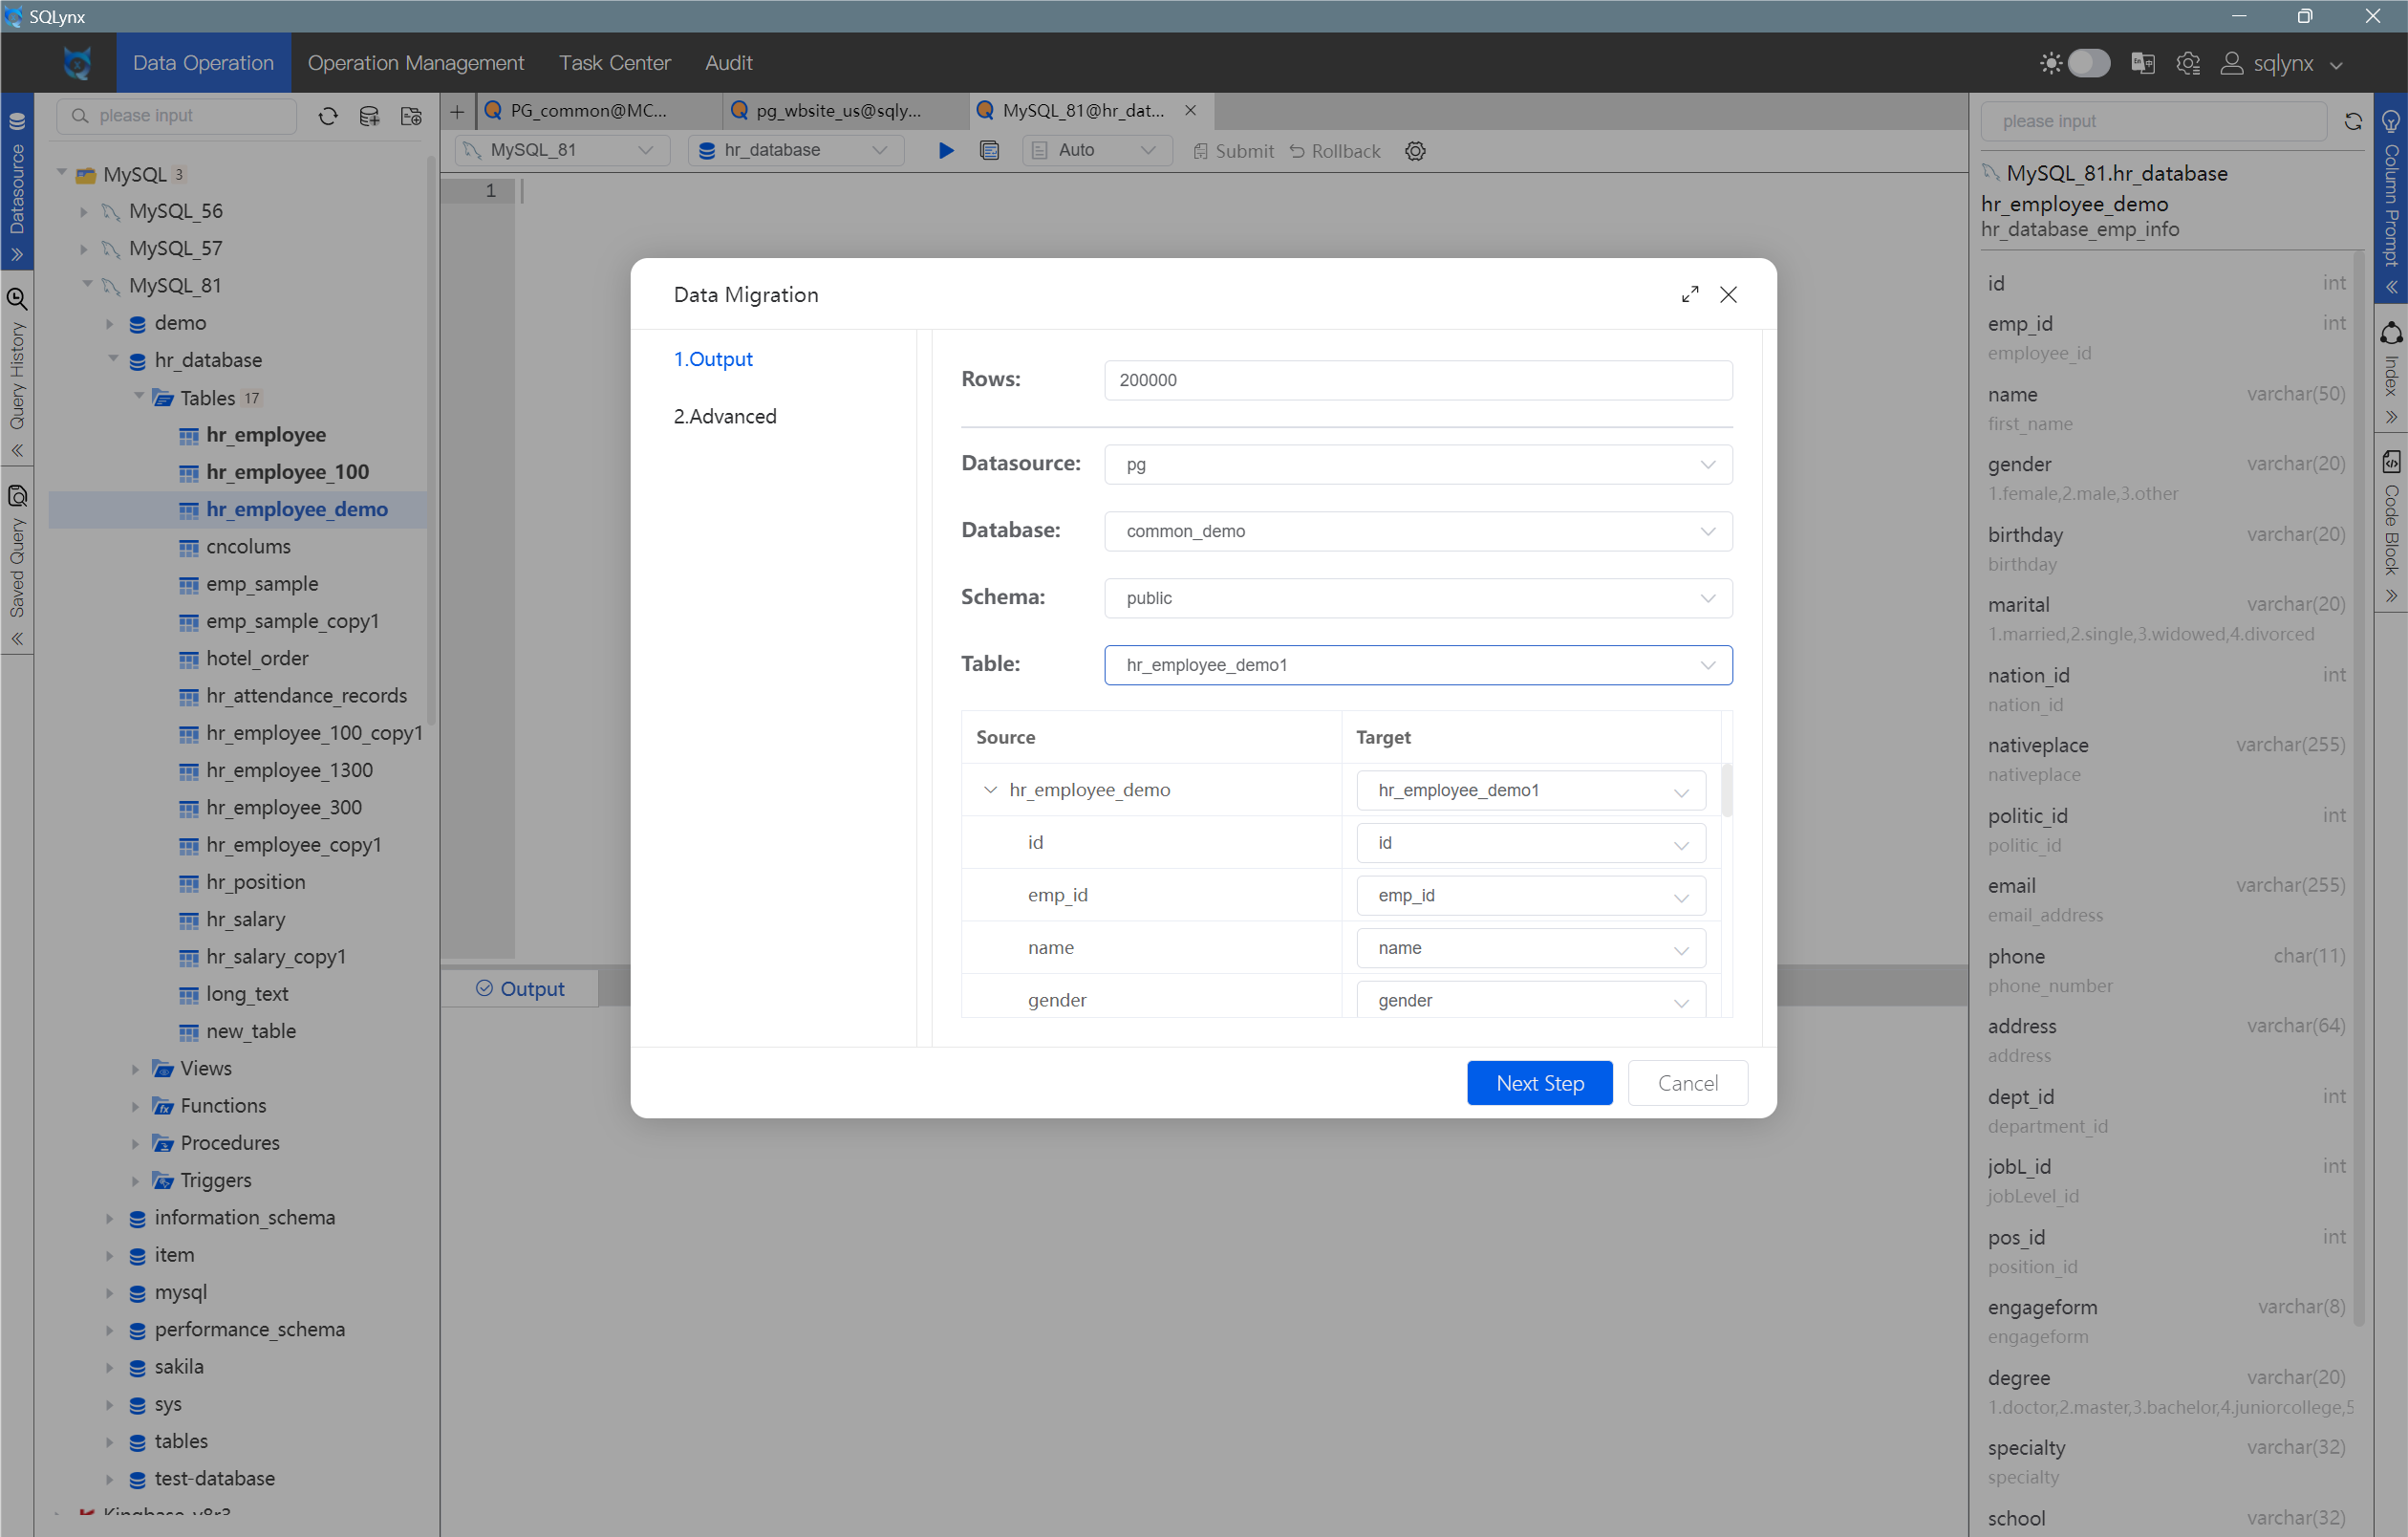 SQLynx
Data Operation
Operation Management
Task Center
Audit
sqlynx
Datasource
Query History
Saved Query
please input
MySQL 3
MySQL_56
MySQL_57
MySQL_81
demo
hr_database
Tables 17
hr_employee
hr_employee_100
hr_employee_demo
cncolums
emp_sample
emp_sample_copy1
hotel_order
hr_attendance_records
hr_employee_100_copy1
hr_employee_1300
hr_employee_300
hr_employee_copy1
hr_position
hr_salary
hr_salary_copy1
long_text
new_table
Views
Functions
Procedures
Triggers
information_schema
item
mysql
performance_schema
sakila
sys
tables
test-database
PG_common@MC...
pg_wbsite_us@sqly...
MySQL_81@hr_dat...
MySQL_81
hr_database
Auto
Submit
Rollback
1
Output
Data Migration
1.Output
2.Advanced
Rows: 200000
Datasource: pg
Database: common_demo
Schema: public
Table: hr_employee_demo1
Source Target
hr_employee_demo hr_employee_demo1
id id
emp_id emp_id
name name
gender gender
Next Step
Cancel
please input
MySQL_81.hr_database
hr_employee_demo
hr_database_emp_info
id int
emp_id int
employee_id
name varchar(50)
first_name
gender varchar(20)
1.female,2.male,3.other
birthday varchar(20)
birthday
marital varchar(20)
1.married,2.single,3.widowed,4.divorced
nation_id int
nation_id
nativeplace varchar(255)
nativeplace
politic_id int
politic_id
email varchar(255)
email_address
phone char(11)
phone_number
address varchar(64)
address
dept_id int
department_id
jobL_id int
jobLevel_id
pos_id int
position_id
engageform varchar(8)
engageform
degree varchar(20)
1.doctor,2.master,3.bachelor,4.juniorcollege,5
specialty varchar(32)
specialty
school varchar(32)
Column Prompt
Index
Code Block